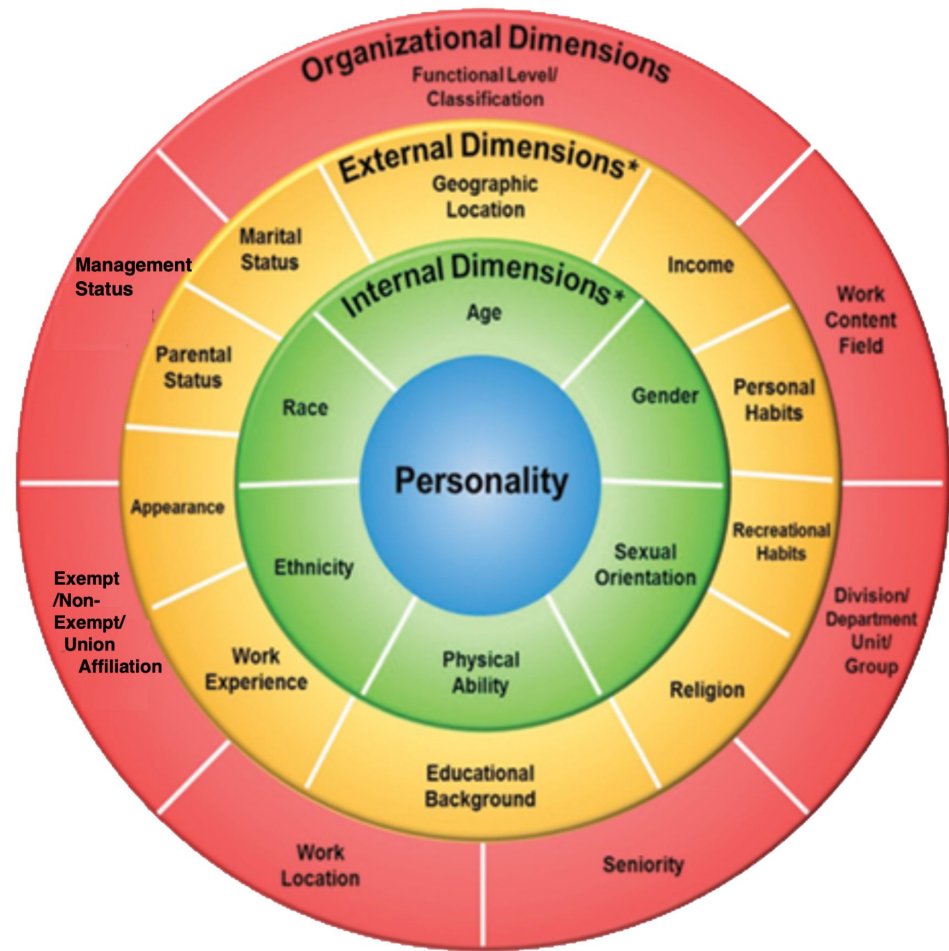 Organizational Dimensions
Functional Level/
Classification
External Dimensions*
Geographic
Location
Marital
Status
Income
Management
Status
Internal Dimensions*
Age
Work
Content
Field
Parental
Status
Race
Gender
Personal
Habits
Personality
Appearance
Ethnicity
Sexual
Orientation
Recreational
Habits
Exempt
/Non-
Exempt/
Union
Affiliation
Division/
Department
Unit/
Group
Work
Experience
Physical
Ability
Religion
Educational
Background
Work
Location
Seniority